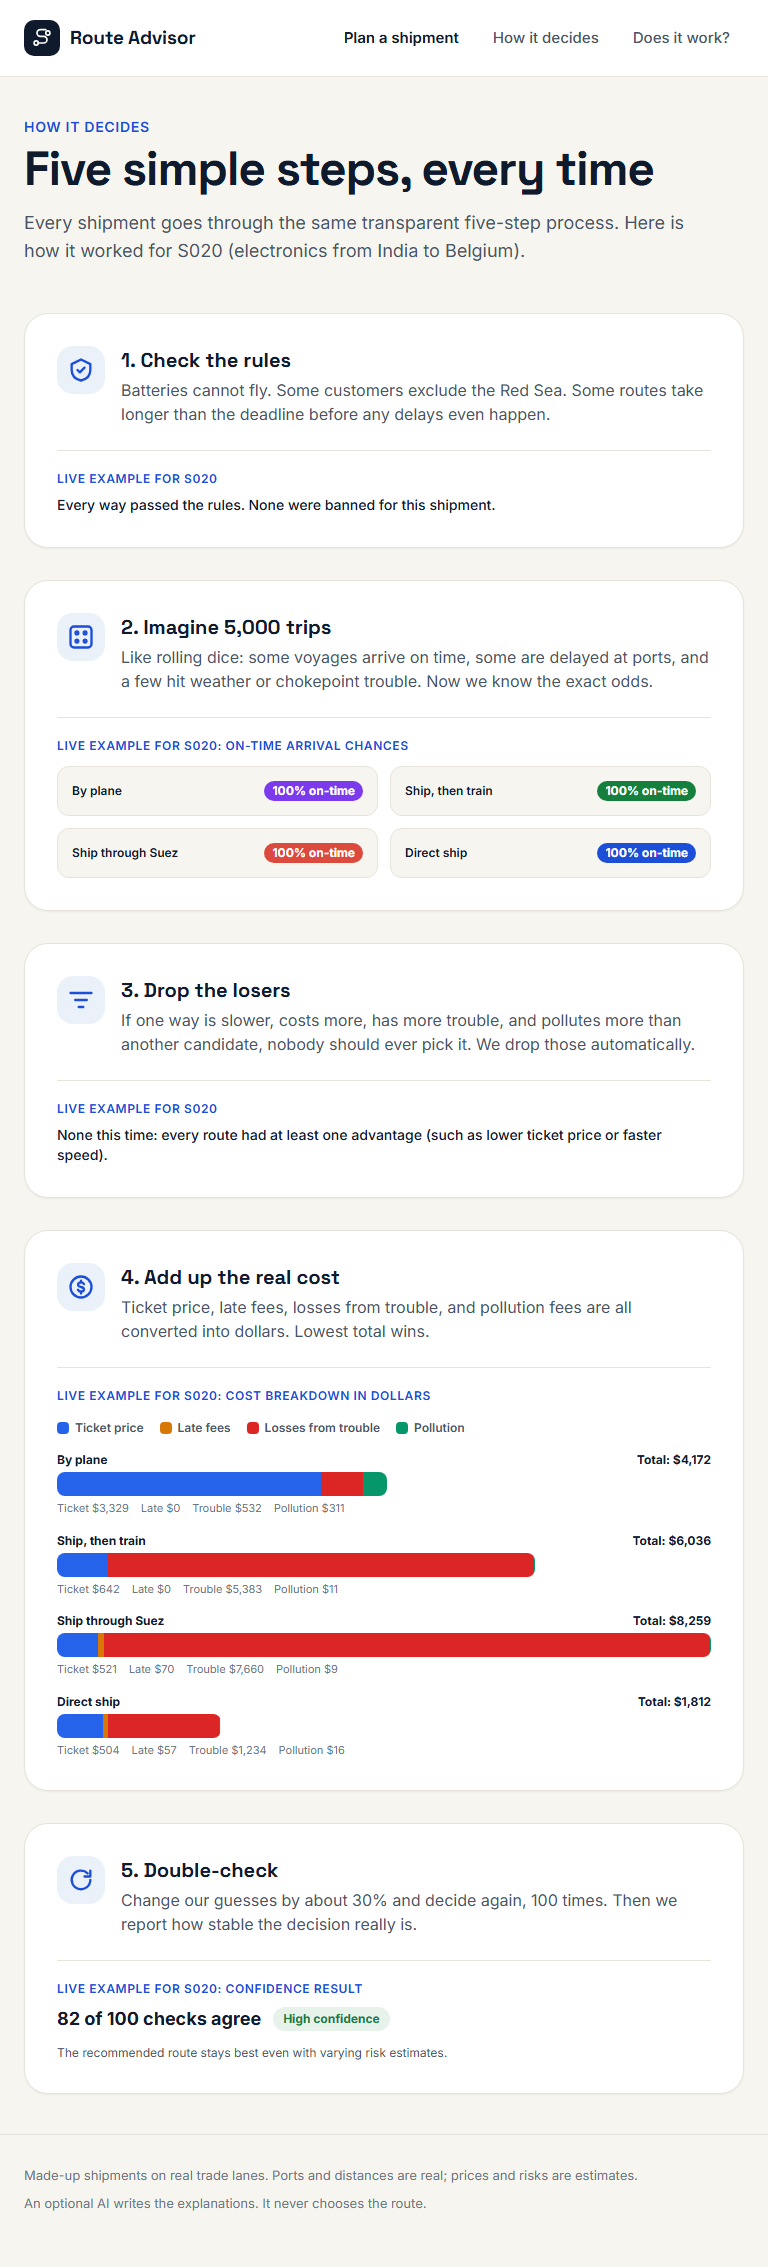 Route Advisor
Plan a shipment
How it decides
Does it work?
HOW IT DECIDES
Five simple steps, every time
Every shipment goes through the same transparent five-step process. Here is
how it worked for S020 (electronics from India to Belgium).
1. Check the rules
Batteries cannot fly. Some customers exclude the Red Sea. Some routes take
longer than the deadline before any delays even happen.
LIVE EXAMPLE FOR S020
Every way passed the rules. None were banned for this shipment.
2. Imagine 5,000 trips
Like rolling dice: some voyages arrive on time, some are delayed at ports, and
a few hit weather or chokepoint trouble. Now we know the exact odds.
LIVE EXAMPLE FOR S020: ON-TIME ARRIVAL CHANCES
By plane 100% on-time
Ship, then train 100% on-time
Ship through Suez 100% on-time
Direct ship 100% on-time
3. Drop the losers
If one way is slower, costs more, has more trouble, and pollutes more than
another candidate, nobody should ever pick it. We drop those automatically.
LIVE EXAMPLE FOR S020
None this time: every route had at least one advantage (such as lower ticket price or faster
speed).
4. Add up the real cost
Ticket price, late fees, losses from trouble, and pollution fees are all
converted into dollars. Lowest total wins.
LIVE EXAMPLE FOR S020: COST BREAKDOWN IN DOLLARS
Ticket price Late fees Losses from trouble Pollution
By plane Total: $4,172
Ticket $3,329 Late $0 Trouble $532 Pollution $311
Ship, then train Total: $6,036
Ticket $642 Late $0 Trouble $5,383 Pollution $11
Ship through Suez Total: $8,259
Ticket $521 Late $70 Trouble $7,660 Pollution $9
Direct ship Total: $1,812
Ticket $504 Late $57 Trouble $1,234 Pollution $16
5. Double-check
Change our guesses by about 30% and decide again, 100 times. Then we
report how stable the decision really is.
LIVE EXAMPLE FOR S020: CONFIDENCE RESULT
82 of 100 checks agree High confidence
The recommended route stays best even with varying risk estimates.
Made-up shipments on real trade lanes. Ports and distances are real; prices and risks are estimates.
An optional AI writes the explanations. It never chooses the route.